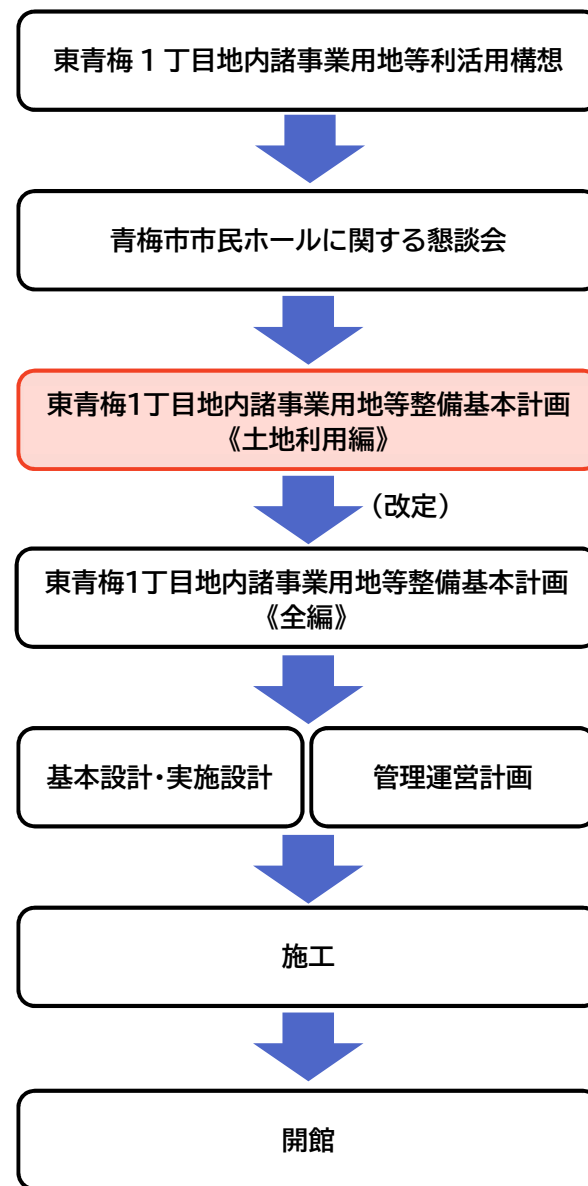 東青梅１丁目地内諸事業用地等利活用構想
青梅市市民ホールに関する懇談会
東青梅1丁目地内諸事業用地等整備基本計画
《土地利用編》
（改定）
東青梅1丁目地内諸事業用地等整備基本計画
《全編》
基本設計・実施設計
管理運営計画
施工
開館